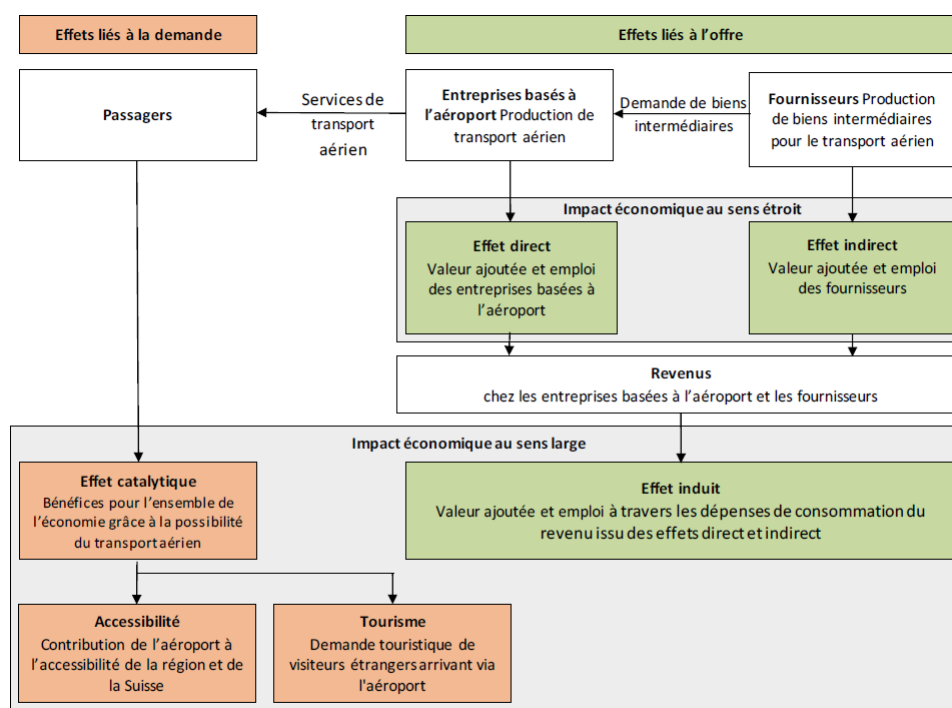 Effets liés à la demande
Effets liés à l’offre
Passagers
Services de
transport
aérien
Entreprises basés à
l’aéroport Production de
transport aérien
Demande de biens
intermédiaires
Fournisseurs Production
de biens intermédiaires
pour le transport aérien
Impact économique au sens étroit
Effet direct
Valeur ajoutée et emploi
des entreprises basées à
l’aéroport
Effet indirect
Valeur ajoutée et emploi
des fournisseurs
Revenus
chez les entreprises basées à l’aéroport et les fournisseurs
Impact économique au sens large
Effet catalytique
Bénéfices pour l’ensemble de
l’économie grâce à la possibilité
du transport aérien
Effet induit
Valeur ajoutée et emploi à travers les dépenses de consommation du
revenu issu des effets direct et indirect
Accessibilité
Contribution de l’aéroport à
l’accessibilité de la région et de
la Suisse
Tourisme
Demande touristique de
visiteurs étrangers arrivant via
l'aéroport